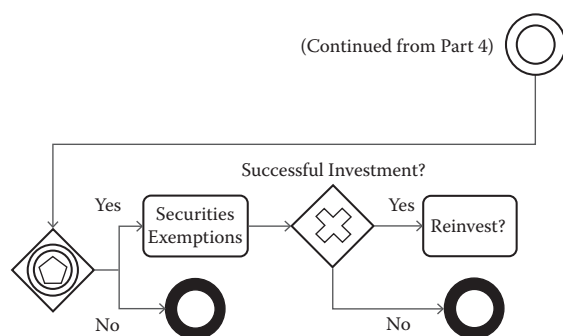 (Continued from Part 4)
Successful Investment?
Yes
Securities
Exemptions
Yes
Reinvest?
No
No